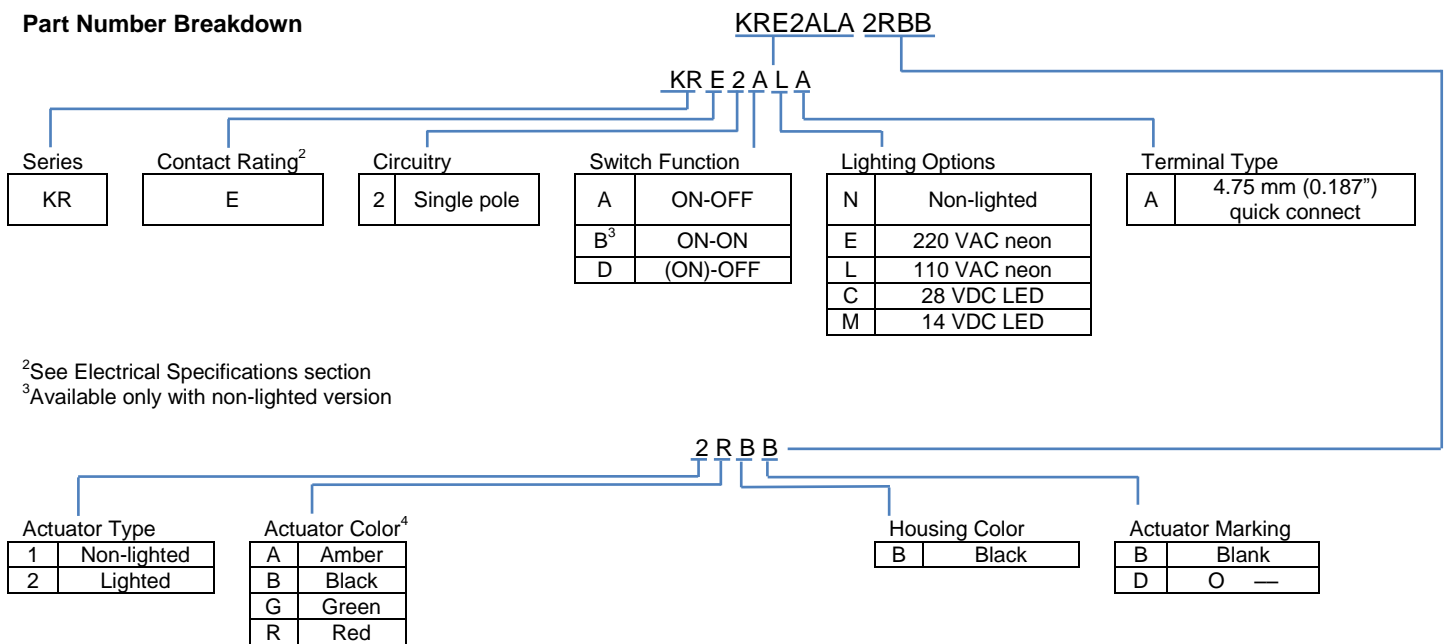 Part Number Breakdown
KRE2ALA 2RBB
KR E 2 A L A
Series
KR
Contact Rating2
E
Circuitry
2 Single pole
Switch Function
A ON-OFF
B3 ON-ON
D (ON)-OFF
Lighting Options
N Non-lighted
E 220 VAC neon
L 110 VAC neon
C 28 VDC LED
M 14 VDC LED
Terminal Type
A 4.75 mm (0.187”)
quick connect
2See Electrical Specifications section
3Available only with non-lighted version
2 R B B
Actuator Type
1 Non-lighted
2 Lighted
Actuator Color4
A Amber
B Black
G Green
R Red
Housing Color
B Black
Actuator Marking
B Blank
D O —